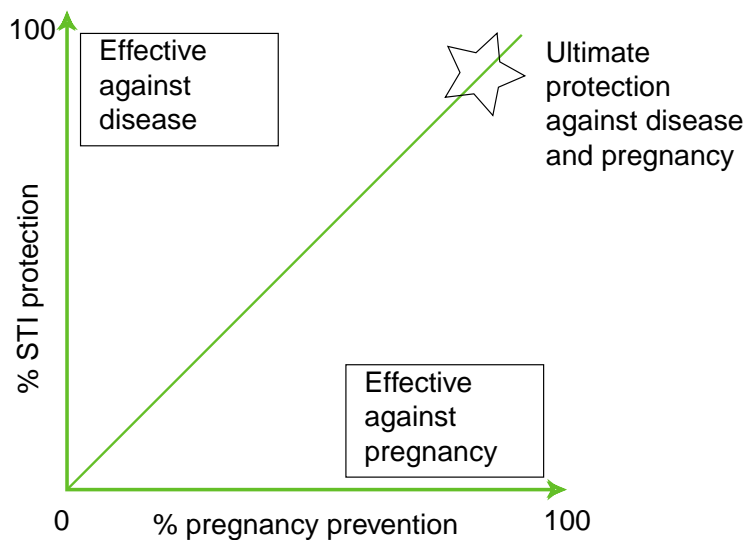 100
Effective
against
disease
Ultimate
protection
against disease
and pregnancy
% STI protection
Effective
against
pregnancy
0
% pregnancy prevention
100